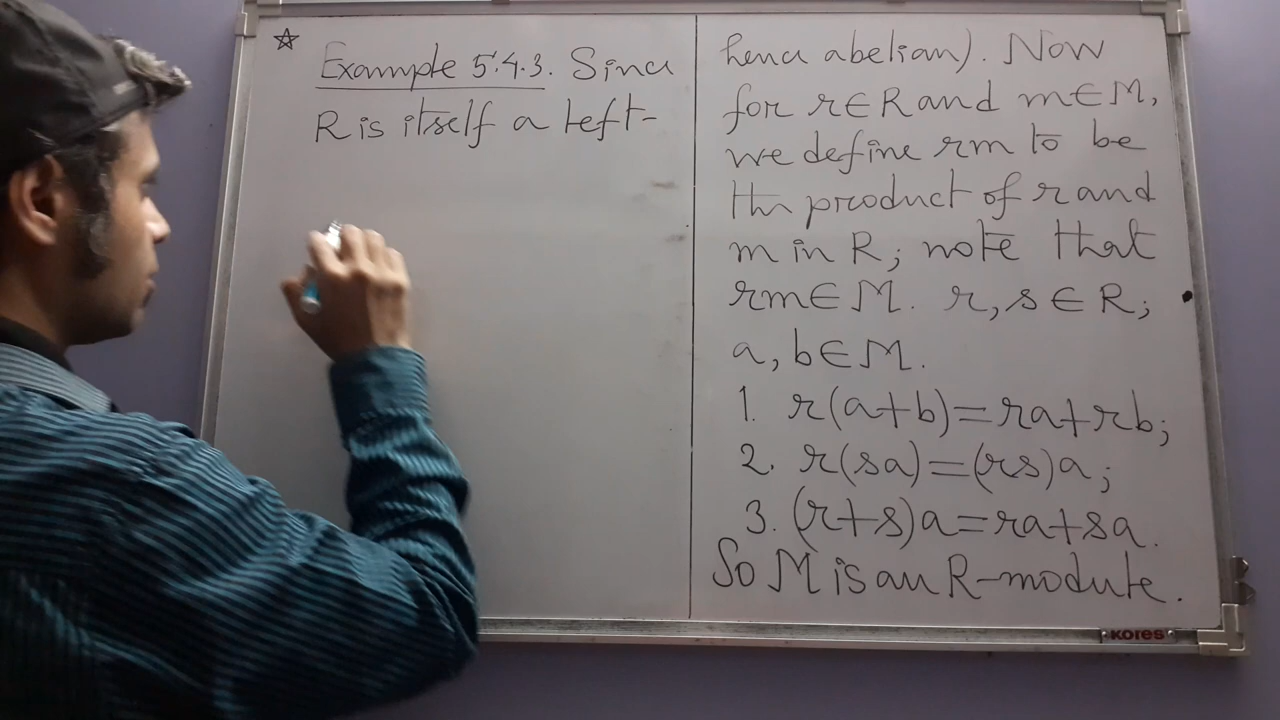 ☆ Example 5.4.3. Since
R is itself a left-
hence abelian). Now
for r∈R and m∈M,
we define rm to be
the product of r and
m in R; note that
rm∈M. r, s∈R;
a, b∈M.
1. r(a+b)=ra+rb;
2. r(sa)=(rs)a;
3. (r+s)a=ra+sa.
So M is an R-module.
KORES